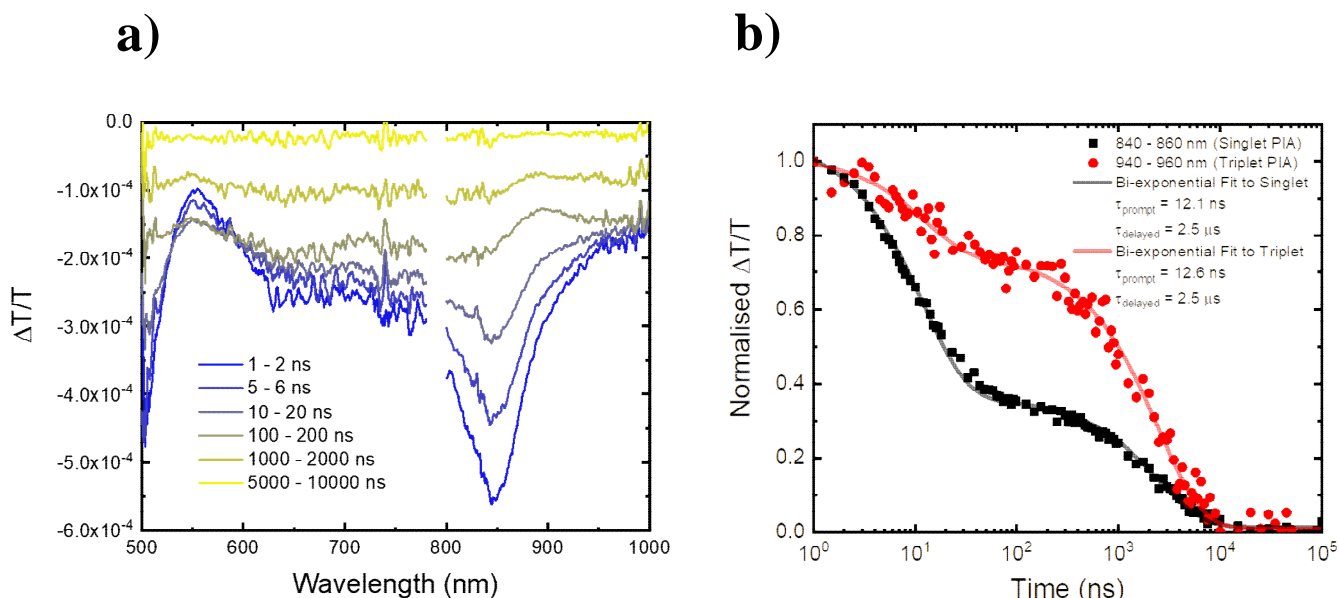 a)
0.0
-1.0x10⁻⁴
-2.0x10⁻⁴
-3.0x10⁻⁴
-4.0x10⁻⁴
-5.0x10⁻⁴
-6.0x10⁻⁴
ΔT/T
1 - 2 ns
5 - 6 ns
10 - 20 ns
100 - 200 ns
1000 - 2000 ns
5000 - 10000 ns
500 600 700 800 900 1000
Wavelength (nm)
b)
1.0
0.8
0.6
0.4
0.2
0.0
Normalised ΔT/T
840 - 860 nm (Singlet PIA)
940 - 960 nm (Triplet PIA)
Bi-exponential Fit to Singlet
τprompt = 12.1 ns
τdelayed = 2.5 μs
Bi-exponential Fit to Triplet
τprompt = 12.6 ns
τdelayed = 2.5 μs
10⁰ 10¹ 10² 10³ 10⁴ 10⁵
Time (ns)